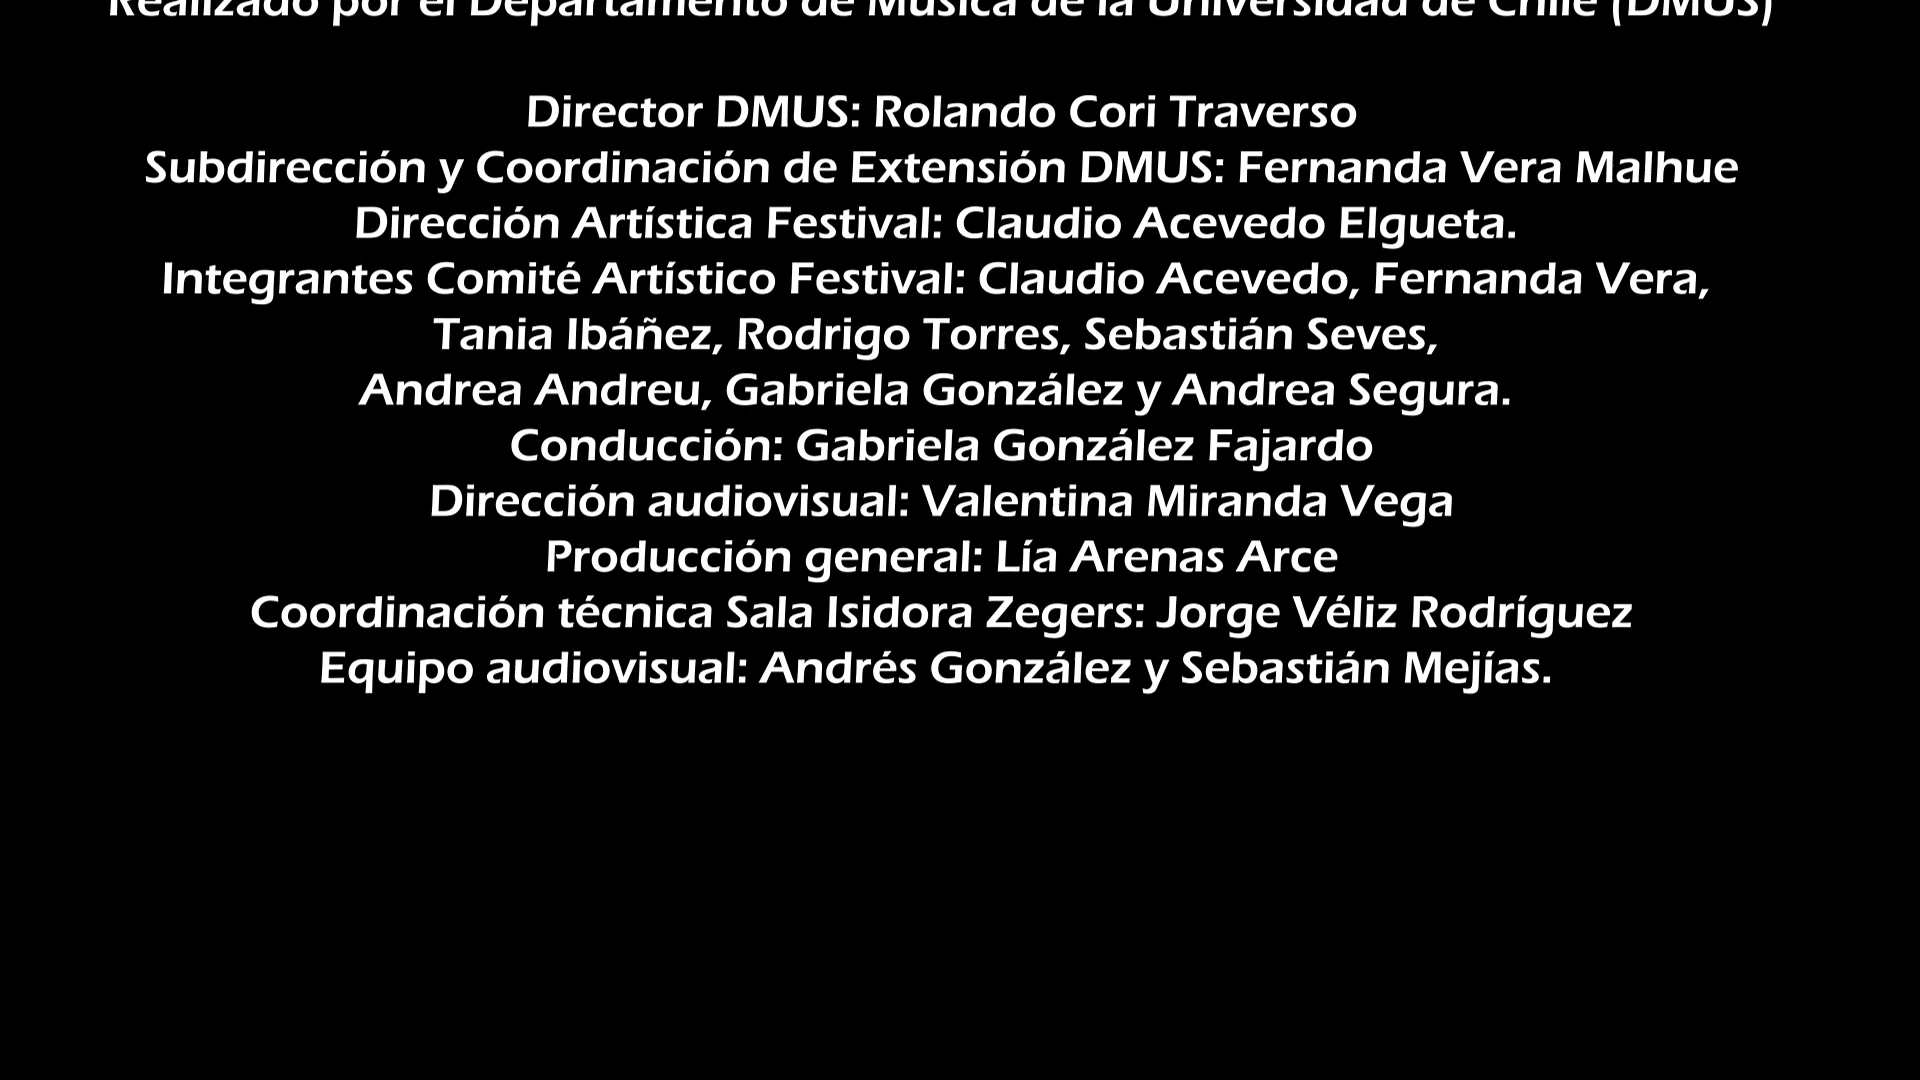 Realizado por el Departamento de Música de la Universidad de Chile (DMUS)
Director DMUS: Rolando Cori Traverso
Subdirección y Coordinación de Extensión DMUS: Fernanda Vera Malhue
Dirección Artística Festival: Claudio Acevedo Elgueta.
Integrantes Comité Artístico Festival: Claudio Acevedo, Fernanda Vera,
Tania Ibáñez, Rodrigo Torres, Sebastián Seves,
Andrea Andreu, Gabriela González y Andrea Segura.
Conducción: Gabriela González Fajardo
Dirección audiovisual: Valentina Miranda Vega
Producción general: Lía Arenas Arce
Coordinación técnica Sala Isidora Zegers: Jorge Véliz Rodríguez
Equipo audiovisual: Andrés González y Sebastián Mejías.